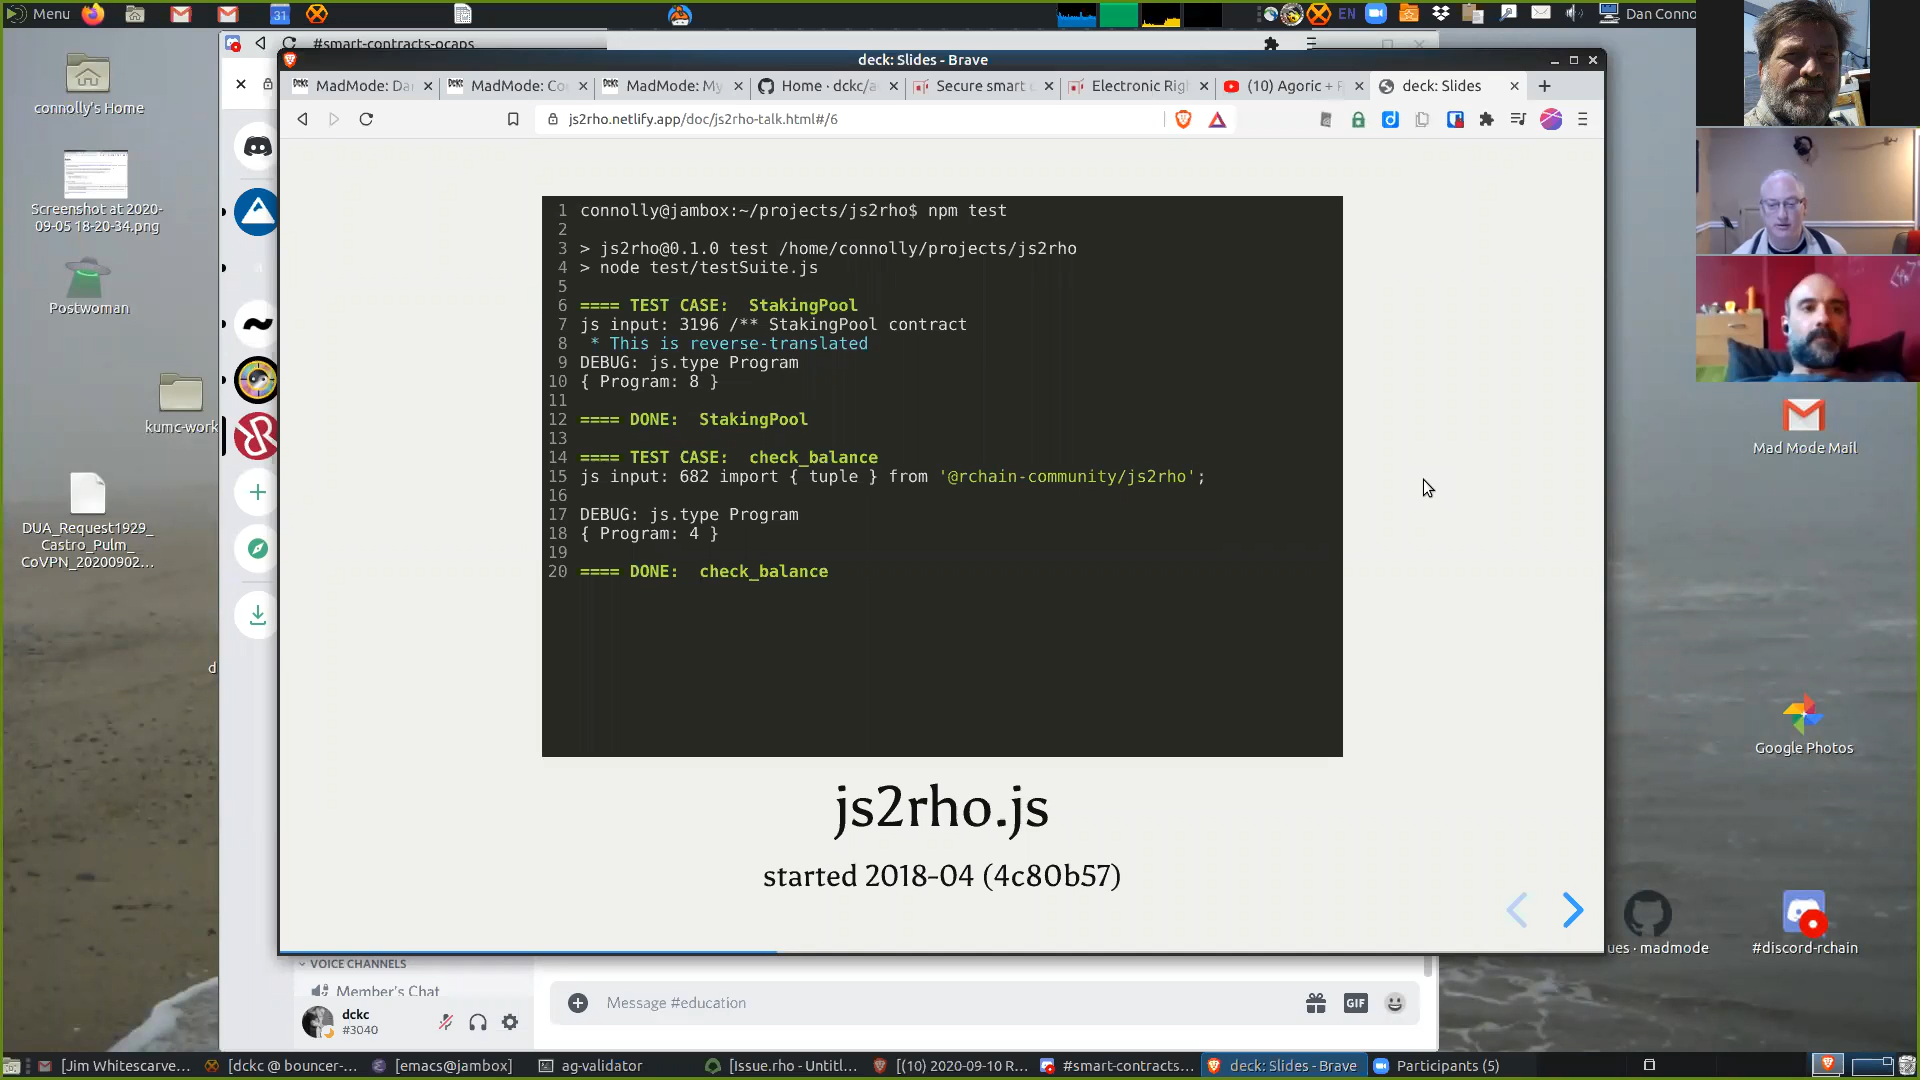 Menu
EN
Dan Conno
connolly's Home
Screenshot at 2020-
09-05 18-20-34.png
Postwoman
kumc-work
DUA_Request1929_
Castro_Pulm_
CoVPN_20200902...
#smart-contracts-ocaps
deck: Slides - Brave
MadMode: Da
MadMode: Co
MadMode: My
Home · dckc/a
Secure smart c
Electronic Rig
(10) Agoric + F
deck: Slides
js2rho.netlify.app/doc/js2rho-talk.html#/6
1 connolly@jambox:~/projects/js2rho$ npm test
2
3 > js2rho@0.1.0 test /home/connolly/projects/js2rho
4 > node test/testSuite.js
5
6 ==== TEST CASE:  StakingPool
7 js input: 3196 /** StakingPool contract
8  * This is reverse-translated
9 DEBUG: js.type Program
10 { Program: 8 }
11
12 ==== DONE:  StakingPool
13
14 ==== TEST CASE:  check_balance
15 js input: 682 import { tuple } from '@rchain-community/js2rho';
16
17 DEBUG: js.type Program
18 { Program: 4 }
19
20 ==== DONE:  check_balance
js2rho.js
started 2018-04 (4c80b57)
Mad Mode Mail
Google Photos
ues · madmode
#discord-rchain
VOICE CHANNELS
Member's Chat
dckc
#3040
Message #education
GIF
[Jim Whitescarve...
[dckc @ bouncer-...
[emacs@jambox]
ag-validator
[Issue.rho - Untitl...
[(10) 2020-09-10 R...
#smart-contracts...
deck: Slides - Brave
Participants (5)